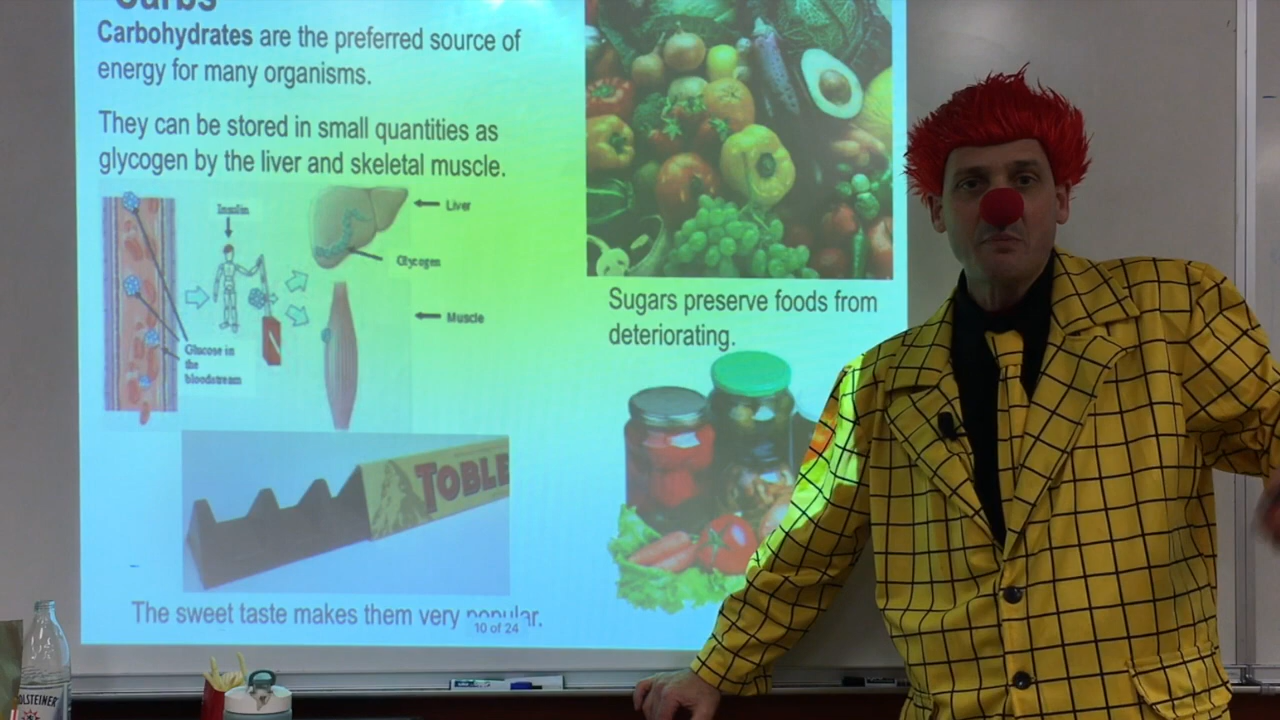 Carbs
Carbohydrates are the preferred source of
energy for many organisms.
They can be stored in small quantities as
glycogen by the liver and skeletal muscle.
Insulin
Liver
Glycogen
Muscle
Glucose in
the
bloodstream
TOBLE
The sweet taste makes them very popular.
10 of 24
Sugars preserve foods from
deteriorating.
OLSTEINER